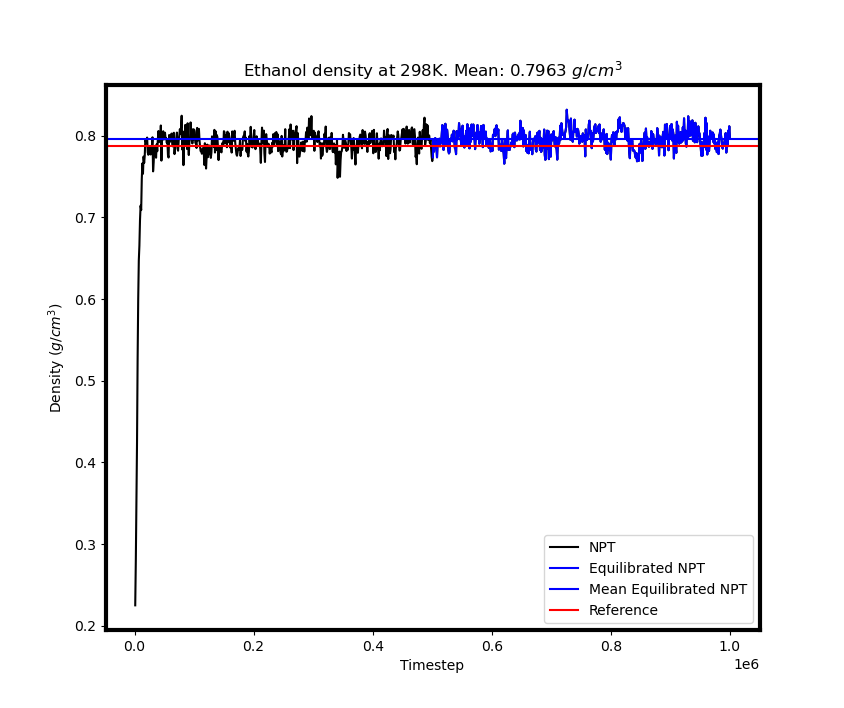 Ethanol density at 298K. Mean: 0.7963 g/cm³
Density (g/cm³)
0.8
0.7
0.6
0.5
0.4
0.3
0.2
NPT
Equilibrated NPT
Mean Equilibrated NPT
Reference
0.0 0.2 0.4 0.6 0.8 1.0
1e6
Timestep